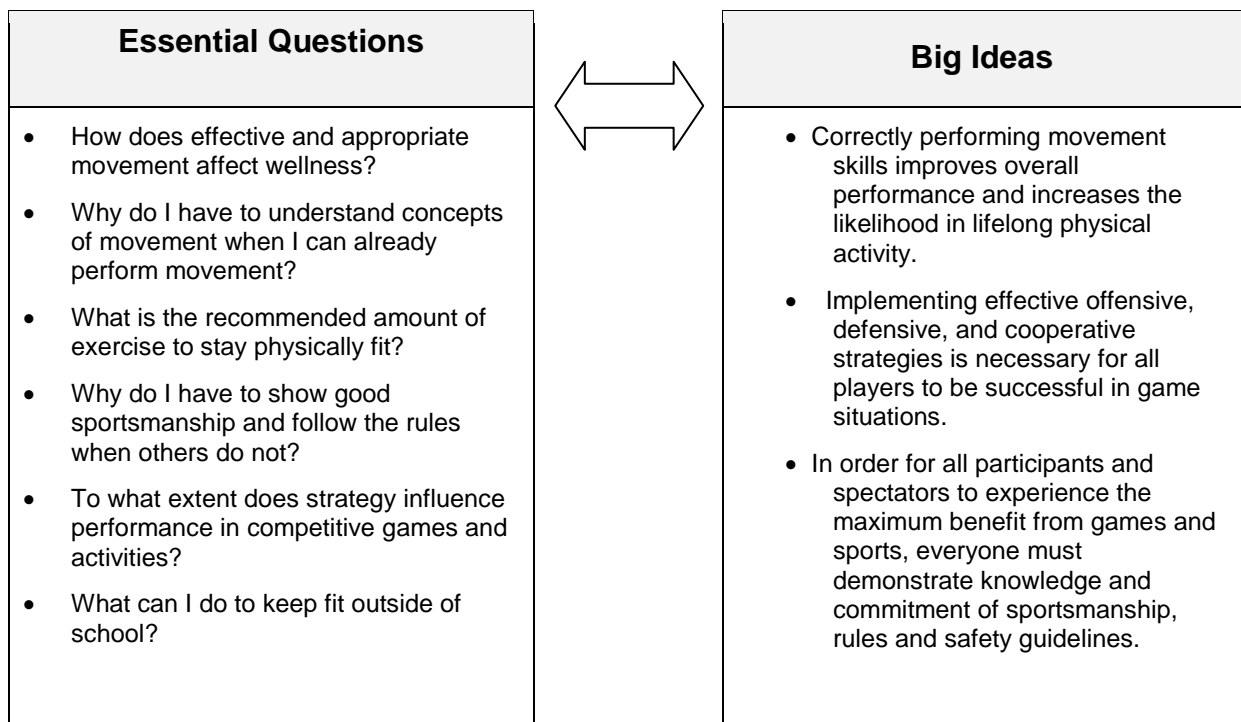 Essential Questions
• How does effective and appropriate
movement affect wellness?
• Why do I have to understand concepts
of movement when I can already
perform movement?
• What is the recommended amount of
exercise to stay physically fit?
• Why do I have to show good
sportsmanship and follow the rules
when others do not?
• To what extent does strategy influence
performance in competitive games and
activities?
• What can I do to keep fit outside of
school?
Big Ideas
• Correctly performing movement
skills improves overall
performance and increases the
likelihood in lifelong physical
activity.
• Implementing effective offensive,
defensive, and cooperative
strategies is necessary for all
players to be successful in game
situations.
• In order for all participants and
spectators to experience the
maximum benefit from games and
sports, everyone must
demonstrate knowledge and
commitment of sportsmanship,
rules and safety guidelines.